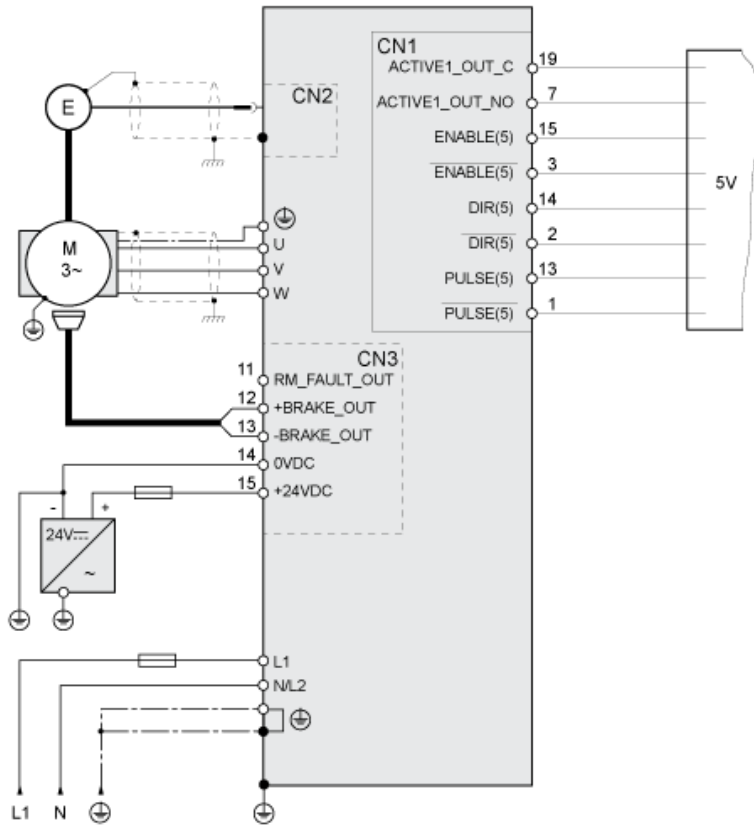 CN1
ACTIVE1_OUT_C 19
ACTIVE1_OUT_NO 7
ENABLE(5) 15
ENABLE(5) 3
DIR(5) 14
DIR(5) 2
PULSE(5) 13
PULSE(5) 1
5V
E
CN2
M
3~
U
V
W
CN3
11 RM_FAULT_OUT
12 +BRAKE_OUT
13 -BRAKE_OUT
14 0VDC
15 +24VDC
- +
24V
~
L1
N/L2
L1 N